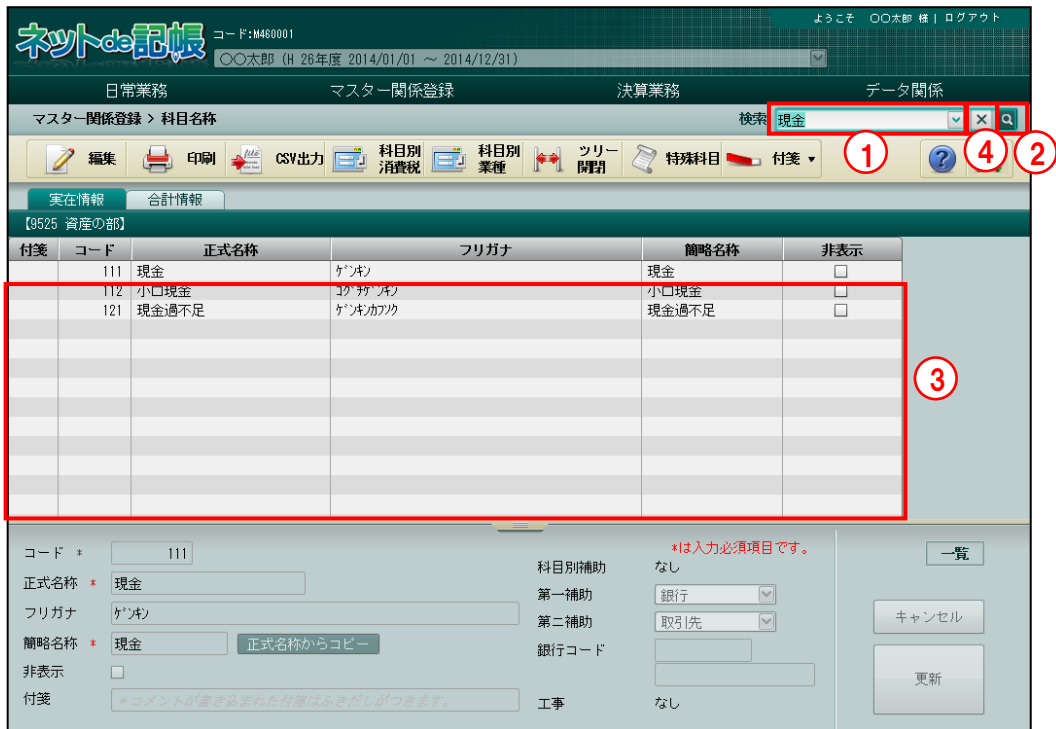 ようこそ 〇〇太郎 様 | ログアウト
ネットde記帳 コード:M460001
〇〇太郎 (H 26年度 2014/01/01 ～ 2014/12/31)
日常業務 マスター関係登録 決算業務 データ関係
マスター関係登録 > 科目名称 検索 現金
① ④ ②
編集 印刷 CSV出力 科目別消費税 科目別業種 ツリー開閉 特殊科目 付箋 ▼ ?
実在情報 合計情報
【9525 資産の部】
付箋 コード 正式名称 フリガナ 簡略名称 非表示
111 現金 ｹﾞﾝｷﾝ 現金
112 小口現金 ｺｸﾞﾁｹﾞﾝｷﾝ 小口現金
121 現金過不足 ｹﾞﾝｷﾝｶﾌｿｸ 現金過不足
③
*は入力必須項目です。
コード * 111 科目別補助 なし 一覧
正式名称 * 現金 第一補助 銀行
フリガナ ｹﾞﾝｷﾝ 第二補助 取引先 キャンセル
簡略名称 * 現金 正式名称からコピー 銀行コード
非表示 更新
付箋 *コメントが書き込まれた付箋はふきだしがつきます。 工事 なし